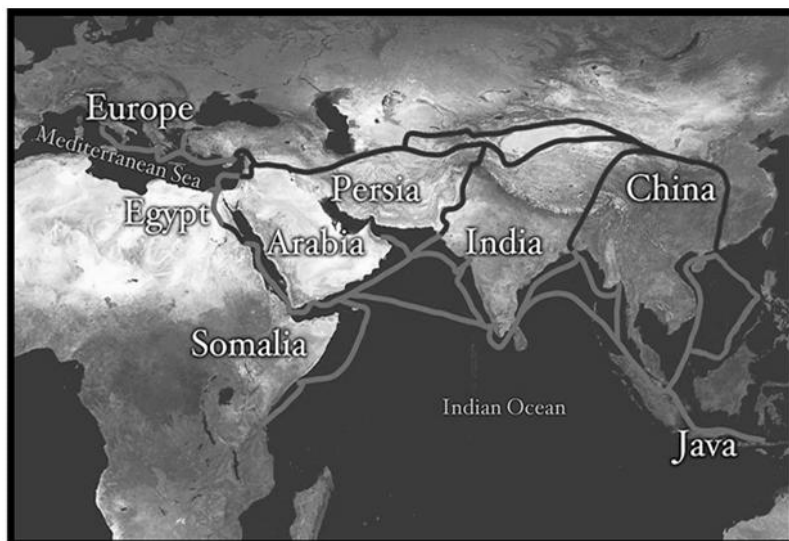 Europe
Mediterranean Sea
Egypt
Arabia
Persia
India
China
Somalia
Indian Ocean
Java